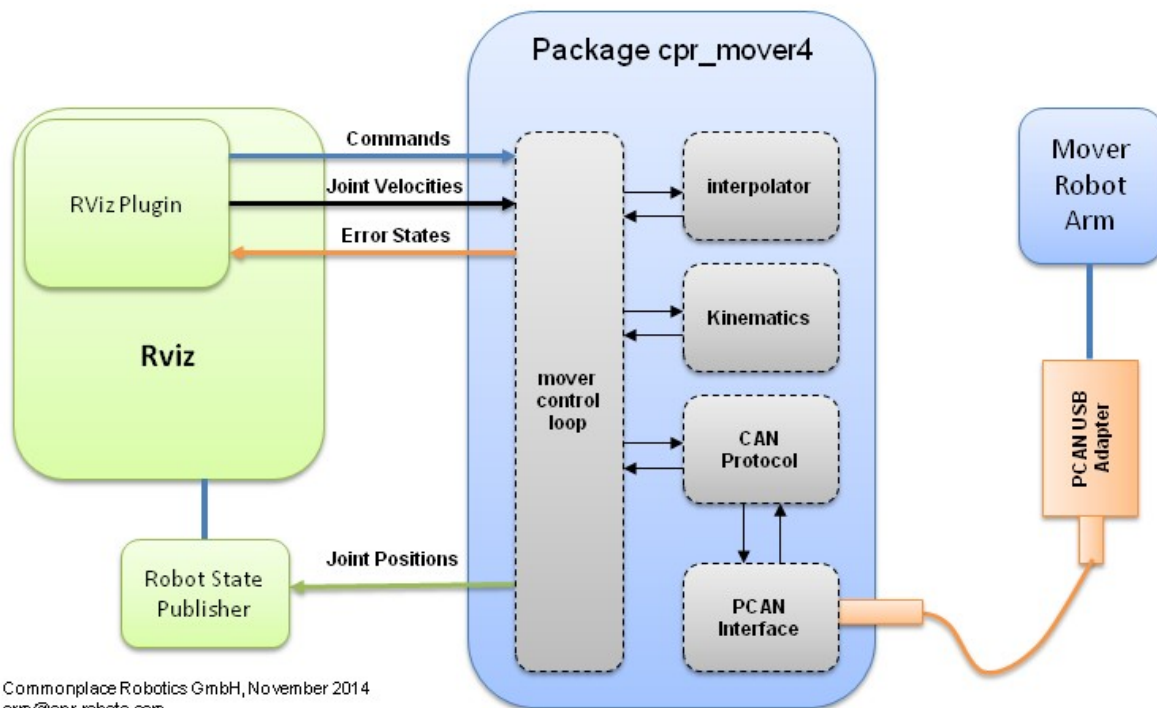 Package cpr_mover4
Commands
Joint Velocities
Error States
RViz Plugin
Rviz
mover
control
loop
interpolator
Kinematics
CAN
Protocol
PCAN
Interface
Mover
Robot
Arm
PCAN USB
Adapter
Joint Positions
Robot State
Publisher
Commonplace Robotics GmbH, November 2014